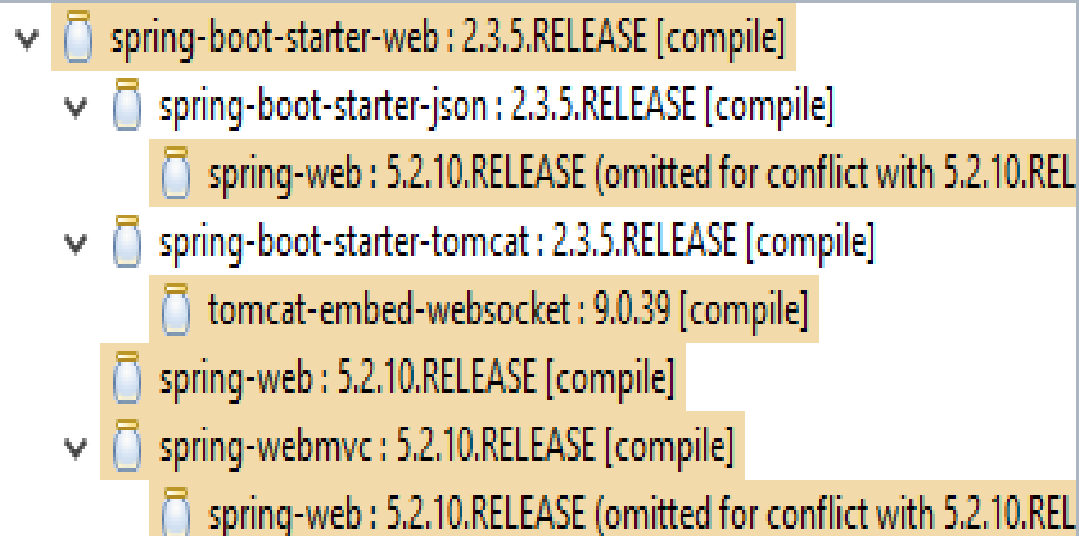 spring-boot-starter-web : 2.3.5.RELEASE [compile]
spring-boot-starter-json : 2.3.5.RELEASE [compile]
spring-web : 5.2.10.RELEASE (omitted for conflict with 5.2.10.REL
spring-boot-starter-tomcat : 2.3.5.RELEASE [compile]
tomcat-embed-websocket : 9.0.39 [compile]
spring-web : 5.2.10.RELEASE [compile]
spring-webmvc : 5.2.10.RELEASE [compile]
spring-web : 5.2.10.RELEASE (omitted for conflict with 5.2.10.REL